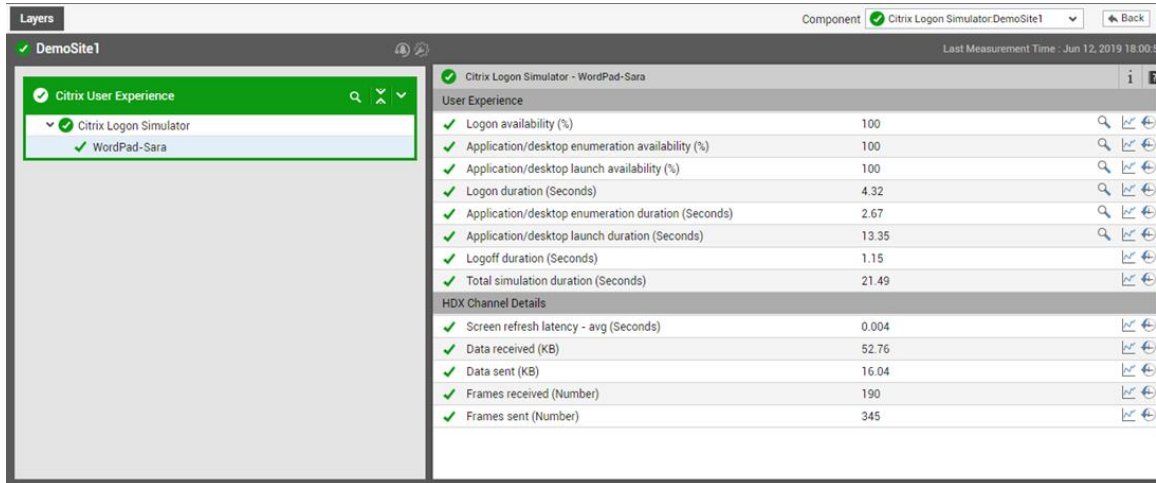 Layers
Component Citrix Logon Simulator:DemoSite1 Back
DemoSite1
Last Measurement Time : Jun 12, 2019 18:00:5
Citrix User Experience
Citrix Logon Simulator
WordPad-Sara
Citrix Logon Simulator - WordPad-Sara
User Experience
Logon availability (%) 100
Application/desktop enumeration availability (%) 100
Application/desktop launch availability (%) 100
Logon duration (Seconds) 4.32
Application/desktop enumeration duration (Seconds) 2.67
Application/desktop launch duration (Seconds) 13.35
Logoff duration (Seconds) 1.15
Total simulation duration (Seconds) 21.49
HDX Channel Details
Screen refresh latency - avg (Seconds) 0.004
Data received (KB) 52.76
Data sent (KB) 16.04
Frames received (Number) 190
Frames sent (Number) 345